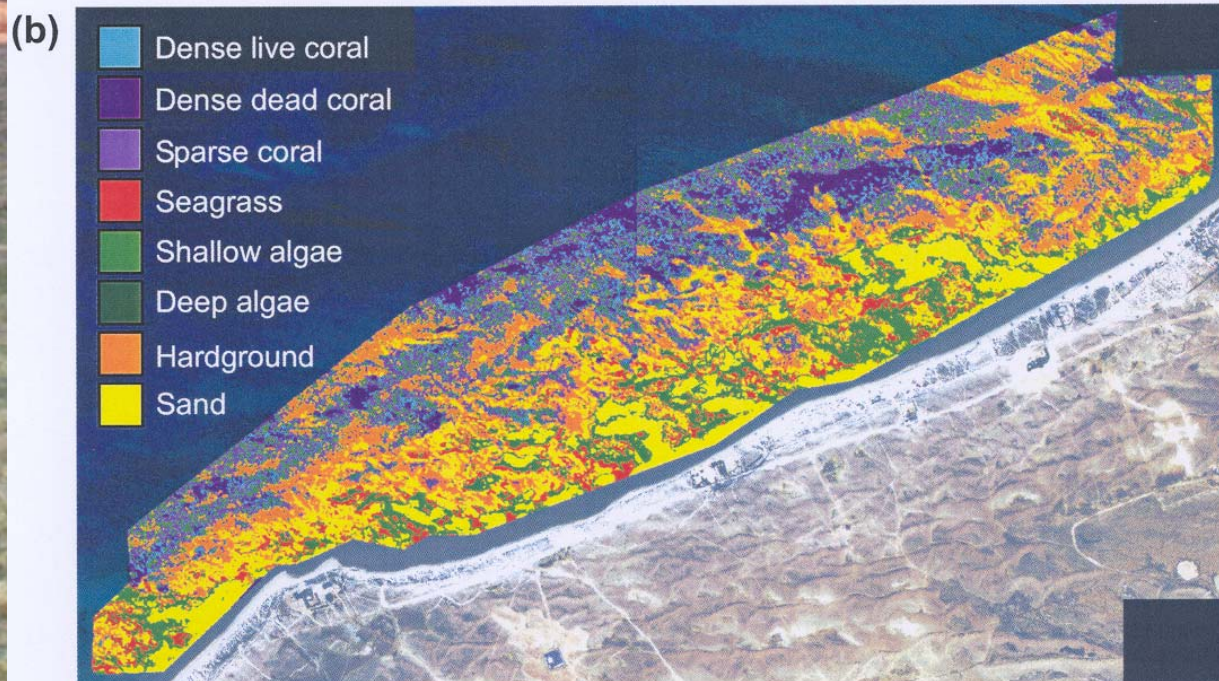 (b)
Dense live coral
Dense dead coral
Sparse coral
Seagrass
Shallow algae
Deep algae
Hardground
Sand